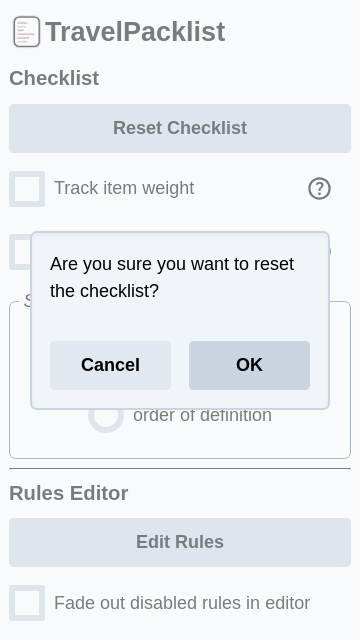 TravelPacklist
Checklist
Reset Checklist
Track item weight
Are you sure you want to reset
the checklist?
Cancel
OK
order of definition
Rules Editor
Edit Rules
Fade out disabled rules in editor